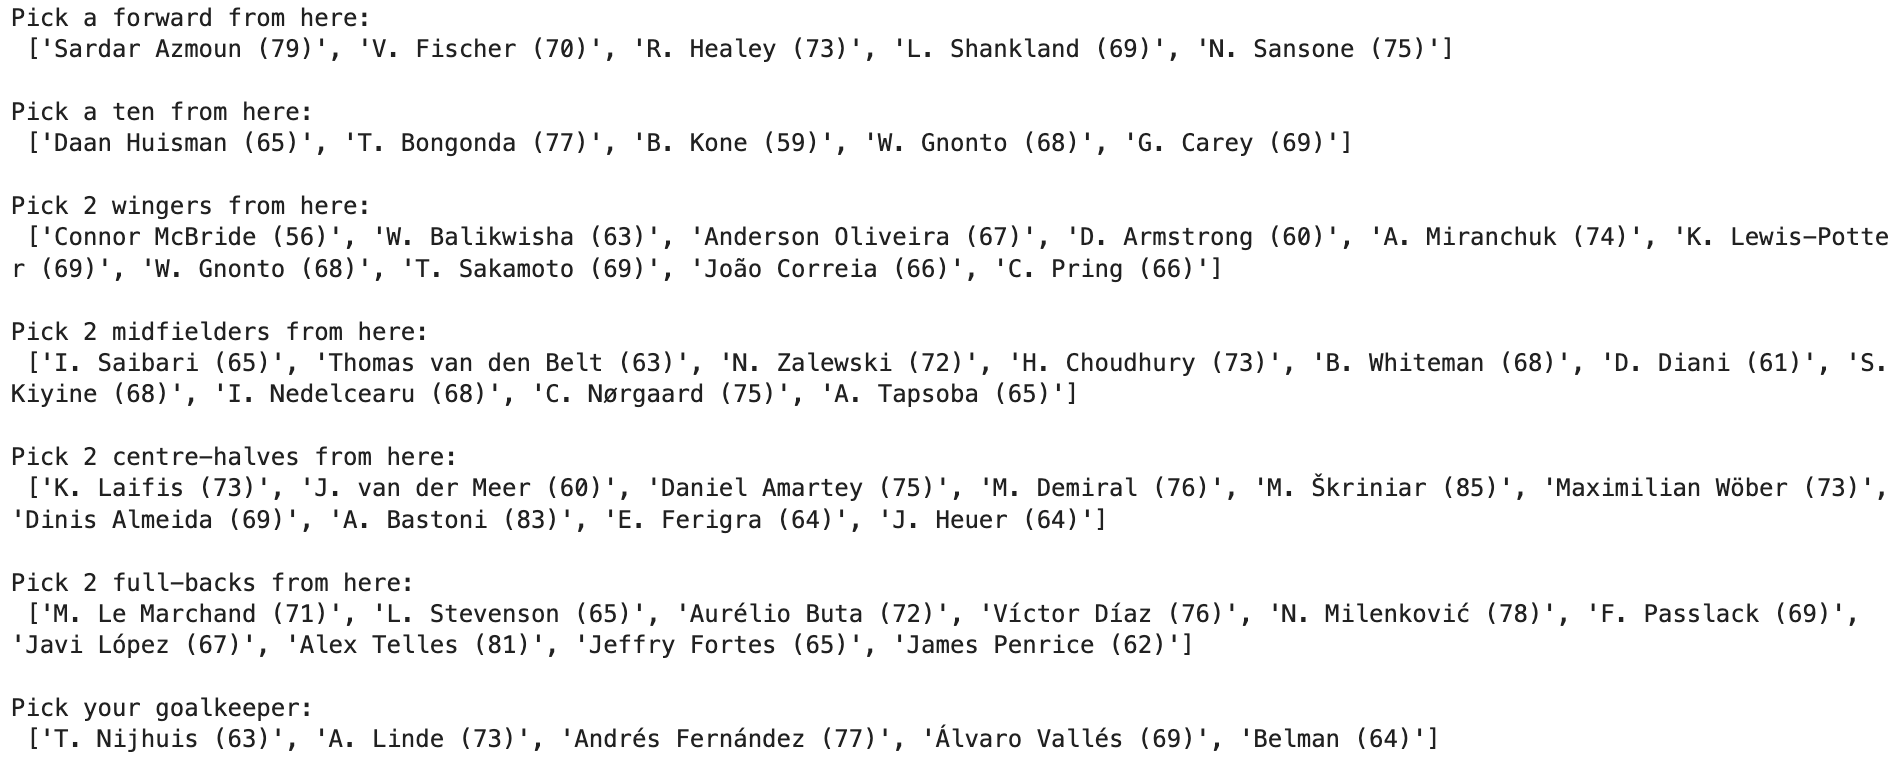 Pick a forward from here:
['Sardar Azmoun (79)', 'V. Fischer (70)', 'R. Healey (73)', 'L. Shankland (69)', 'N. Sansone (75)']
Pick a ten from here:
['Daan Huisman (65)', 'T. Bongonda (77)', 'B. Kone (59)', 'W. Gnonto (68)', 'G. Carey (69)']
Pick 2 wingers from here:
['Connor McBride (56)', 'W. Balikwisha (63)', 'Anderson Oliveira (67)', 'D. Armstrong (60)', 'A. Miranchuk (74)', 'K. Lewis-Potte
r (69)', 'W. Gnonto (68)', 'T. Sakamoto (69)', 'João Correia (66)', 'C. Pring (66)']
Pick 2 midfielders from here:
['I. Saibari (65)', 'Thomas van den Belt (63)', 'N. Zalewski (72)', 'H. Choudhury (73)', 'B. Whiteman (68)', 'D. Diani (61)', 'S.
Kiyine (68)', 'I. Nedelcearu (68)', 'C. Nørgaard (75)', 'A. Tapsoba (65)']
Pick 2 centre-halves from here:
['K. Laifis (73)', 'J. van der Meer (60)', 'Daniel Amartey (75)', 'M. Demiral (76)', 'M. Škriniar (85)', 'Maximilian Wöber (73)',
'Dinis Almeida (69)', 'A. Bastoni (83)', 'E. Ferigra (64)', 'J. Heuer (64)']
Pick 2 full-backs from here:
['M. Le Marchand (71)', 'L. Stevenson (65)', 'Aurélio Buta (72)', 'Víctor Díaz (76)', 'N. Milenković (78)', 'F. Passlack (69)',
'Javi López (67)', 'Alex Telles (81)', 'Jeffry Fortes (65)', 'James Penrice (62)']
Pick your goalkeeper:
['T. Nijhuis (63)', 'A. Linde (73)', 'Andrés Fernández (77)', 'Álvaro Vallés (69)', 'Belman (64)']